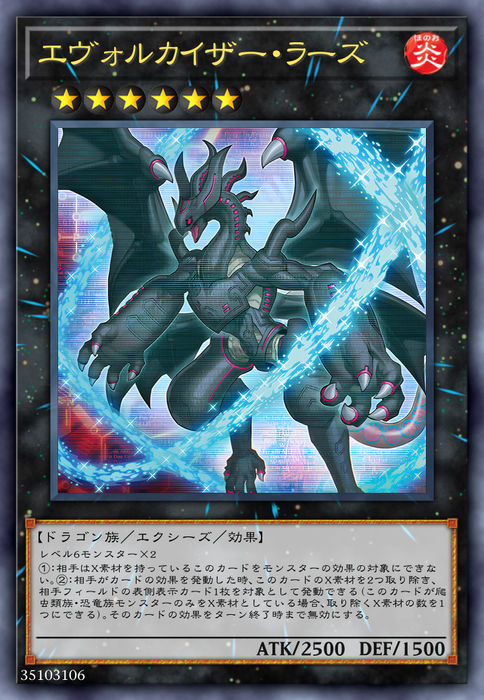 エヴォルカイザー・ラーズ
ほのお
炎
【ドラゴン族／エクシーズ／効果】
レベル6モンスター×2
①：相手はX素材を持っているこのカードをモンスターの効果の対象にできな
い。②：相手がカードの効果を発動した時、このカードのX素材を2つ取り除き、
相手フィールドの表側表示カード1枚を対象として発動できる（このカードが爬
虫類族・恐竜族モンスターのみをX素材としている場合、取り除くX素材の数を1
つにできる）。そのカードの効果をターン終了時まで無効にする。
ATK/2500 DEF/1500
35103106